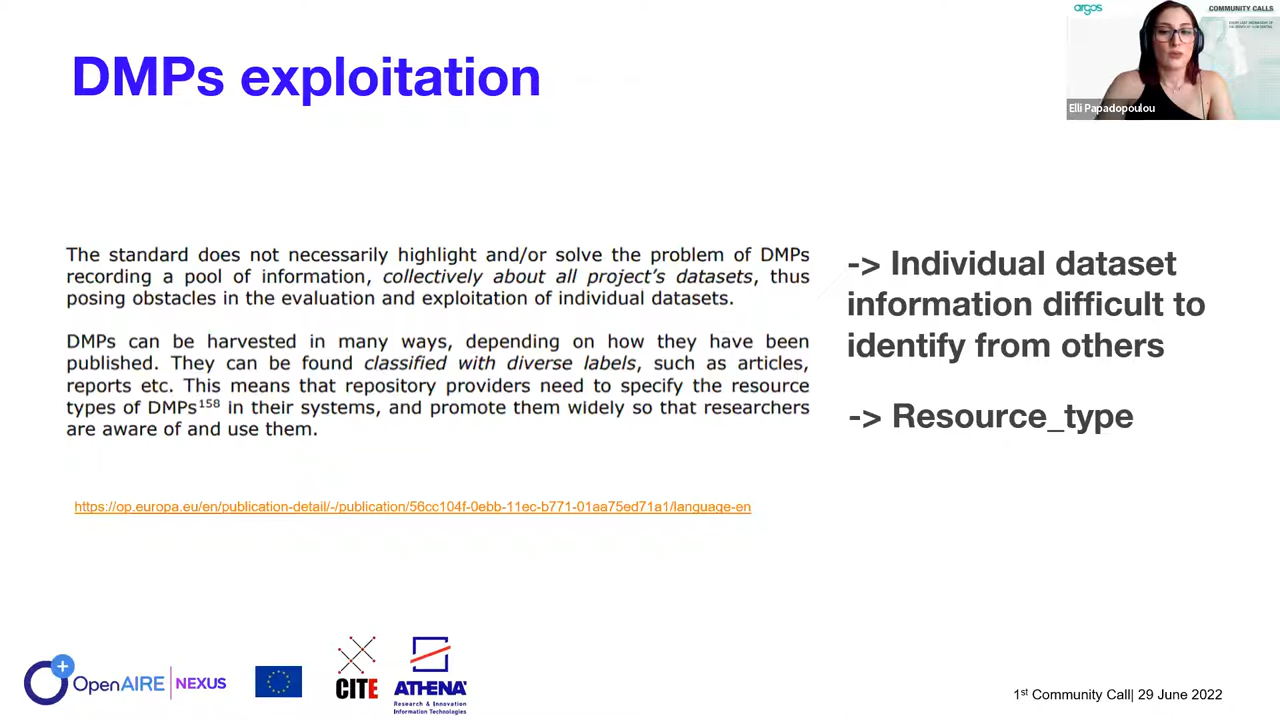 DMPs exploitation
argos
COMMUNITY CALLS
Elli Papadopoulou
The standard does not necessarily highlight and/or solve the problem of DMPs
recording a pool of information, collectively about all project's datasets, thus
posing obstacles in the evaluation and exploitation of individual datasets.
DMPs can be harvested in many ways, depending on how they have been
published. They can be found classified with diverse labels, such as articles,
reports etc. This means that repository providers need to specify the resource
types of DMPs158 in their systems, and promote them widely so that researchers
are aware of and use them.
-> Individual dataset
information difficult to
identify from others
-> Resource_type
https://op.europa.eu/en/publication-detail/-/publication/56cc104f-0ebb-11ec-b771-01aa75ed71a1/language-en
OpenAIRE NEXUS
CITE
ATHENA
Research & Innovation
Information Technologies
1st Community Call| 29 June 2022